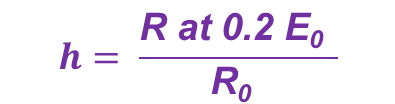 h = R at 0.2 E₀
R₀